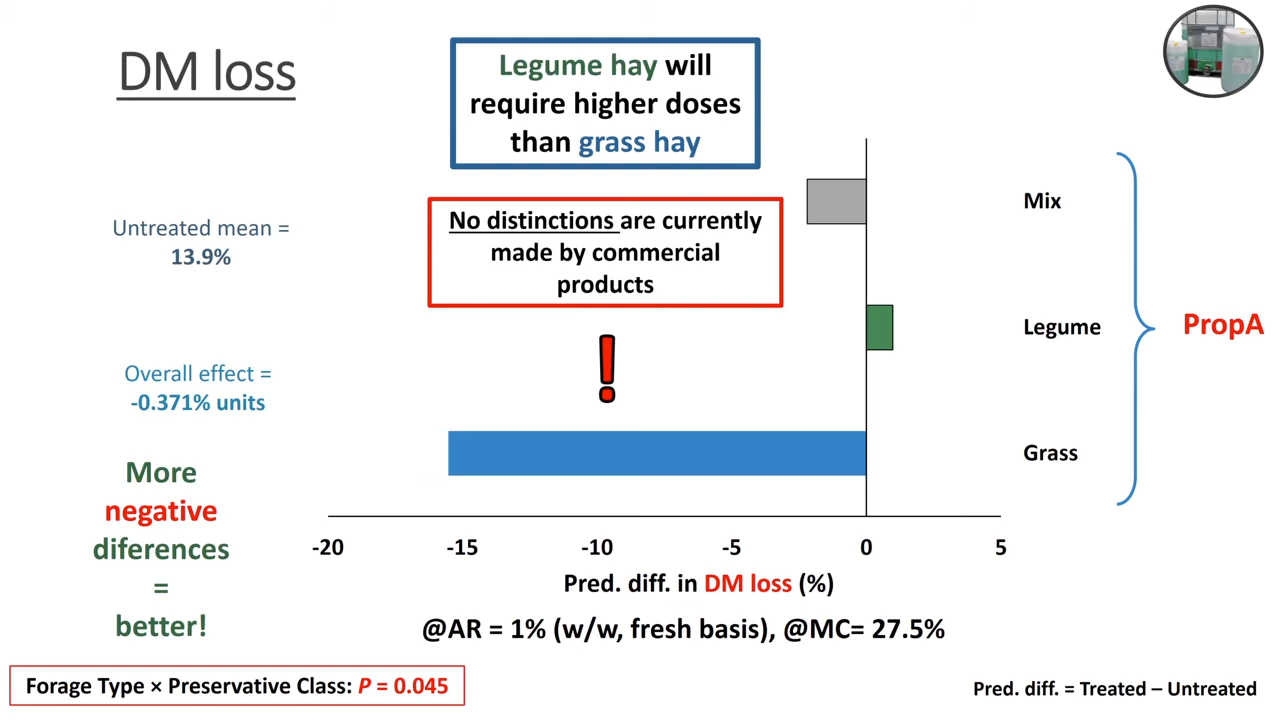 DM loss
Legume hay will
require higher doses
than grass hay
No distinctions are currently
made by commercial
products
Untreated mean =
13.9%
Overall effect =
-0.371% units
More
negative
diferences
=
better!
!
Mix
Legume
Grass
PropA
-20 -15 -10 -5 0 5
Pred. diff. in DM loss (%)
@AR = 1% (w/w, fresh basis), @MC= 27.5%
Forage Type × Preservative Class: P = 0.045
Pred. diff. = Treated – Untreated